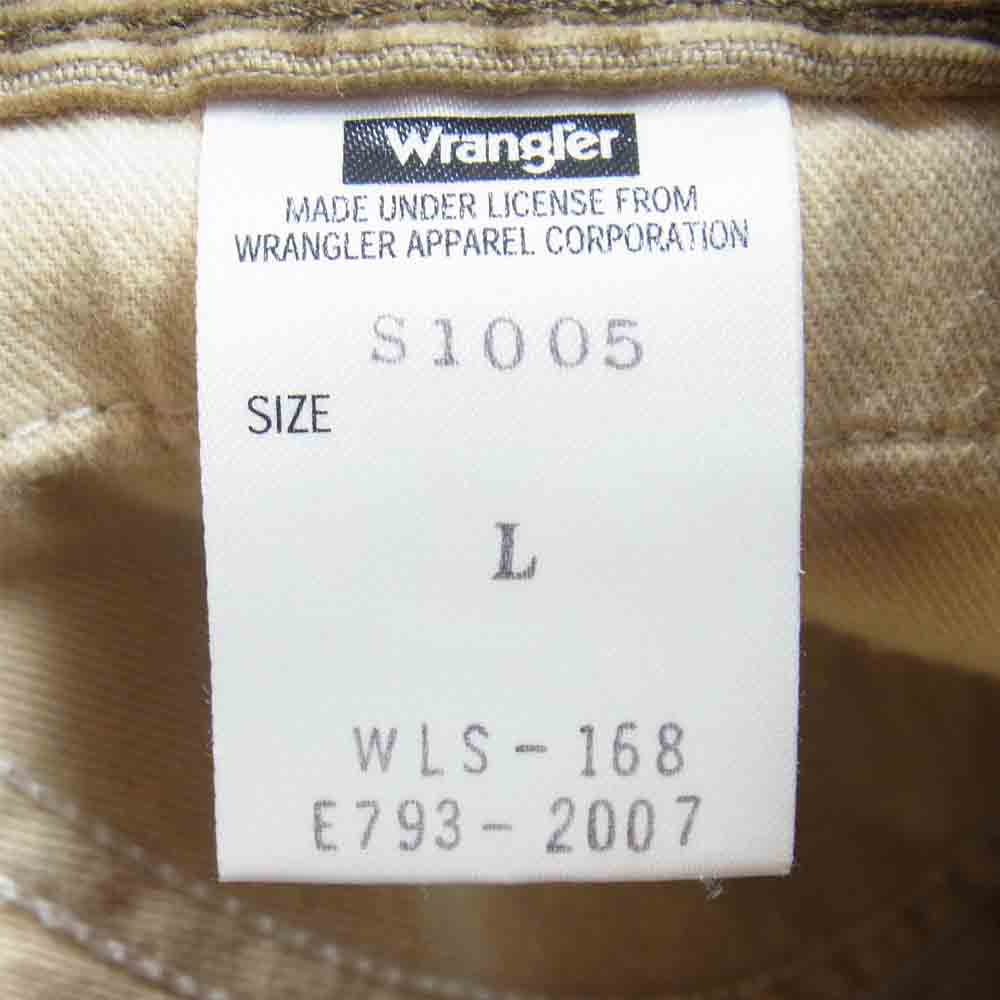 Wrangler
MADE UNDER LICENSE FROM
WRANGLER APPAREL CORPORATION
S1005
SIZE
L
WLS-168
E793-2007